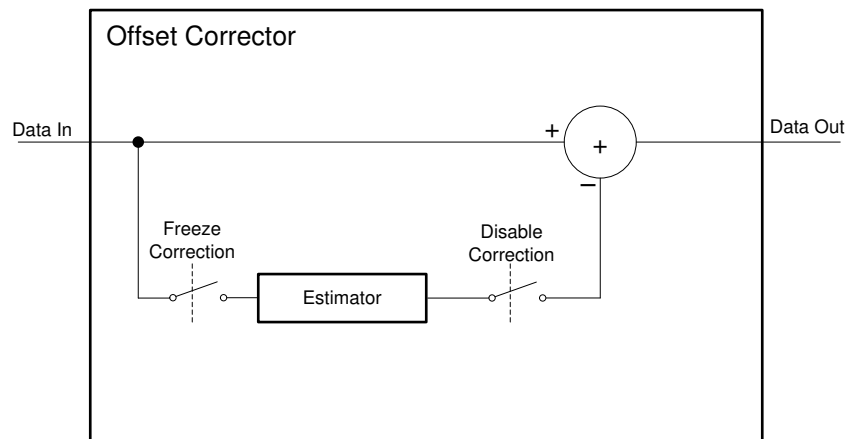 Offset Corrector
Data In
+
+
Data Out
−
Freeze
Correction
Disable
Correction
Estimator